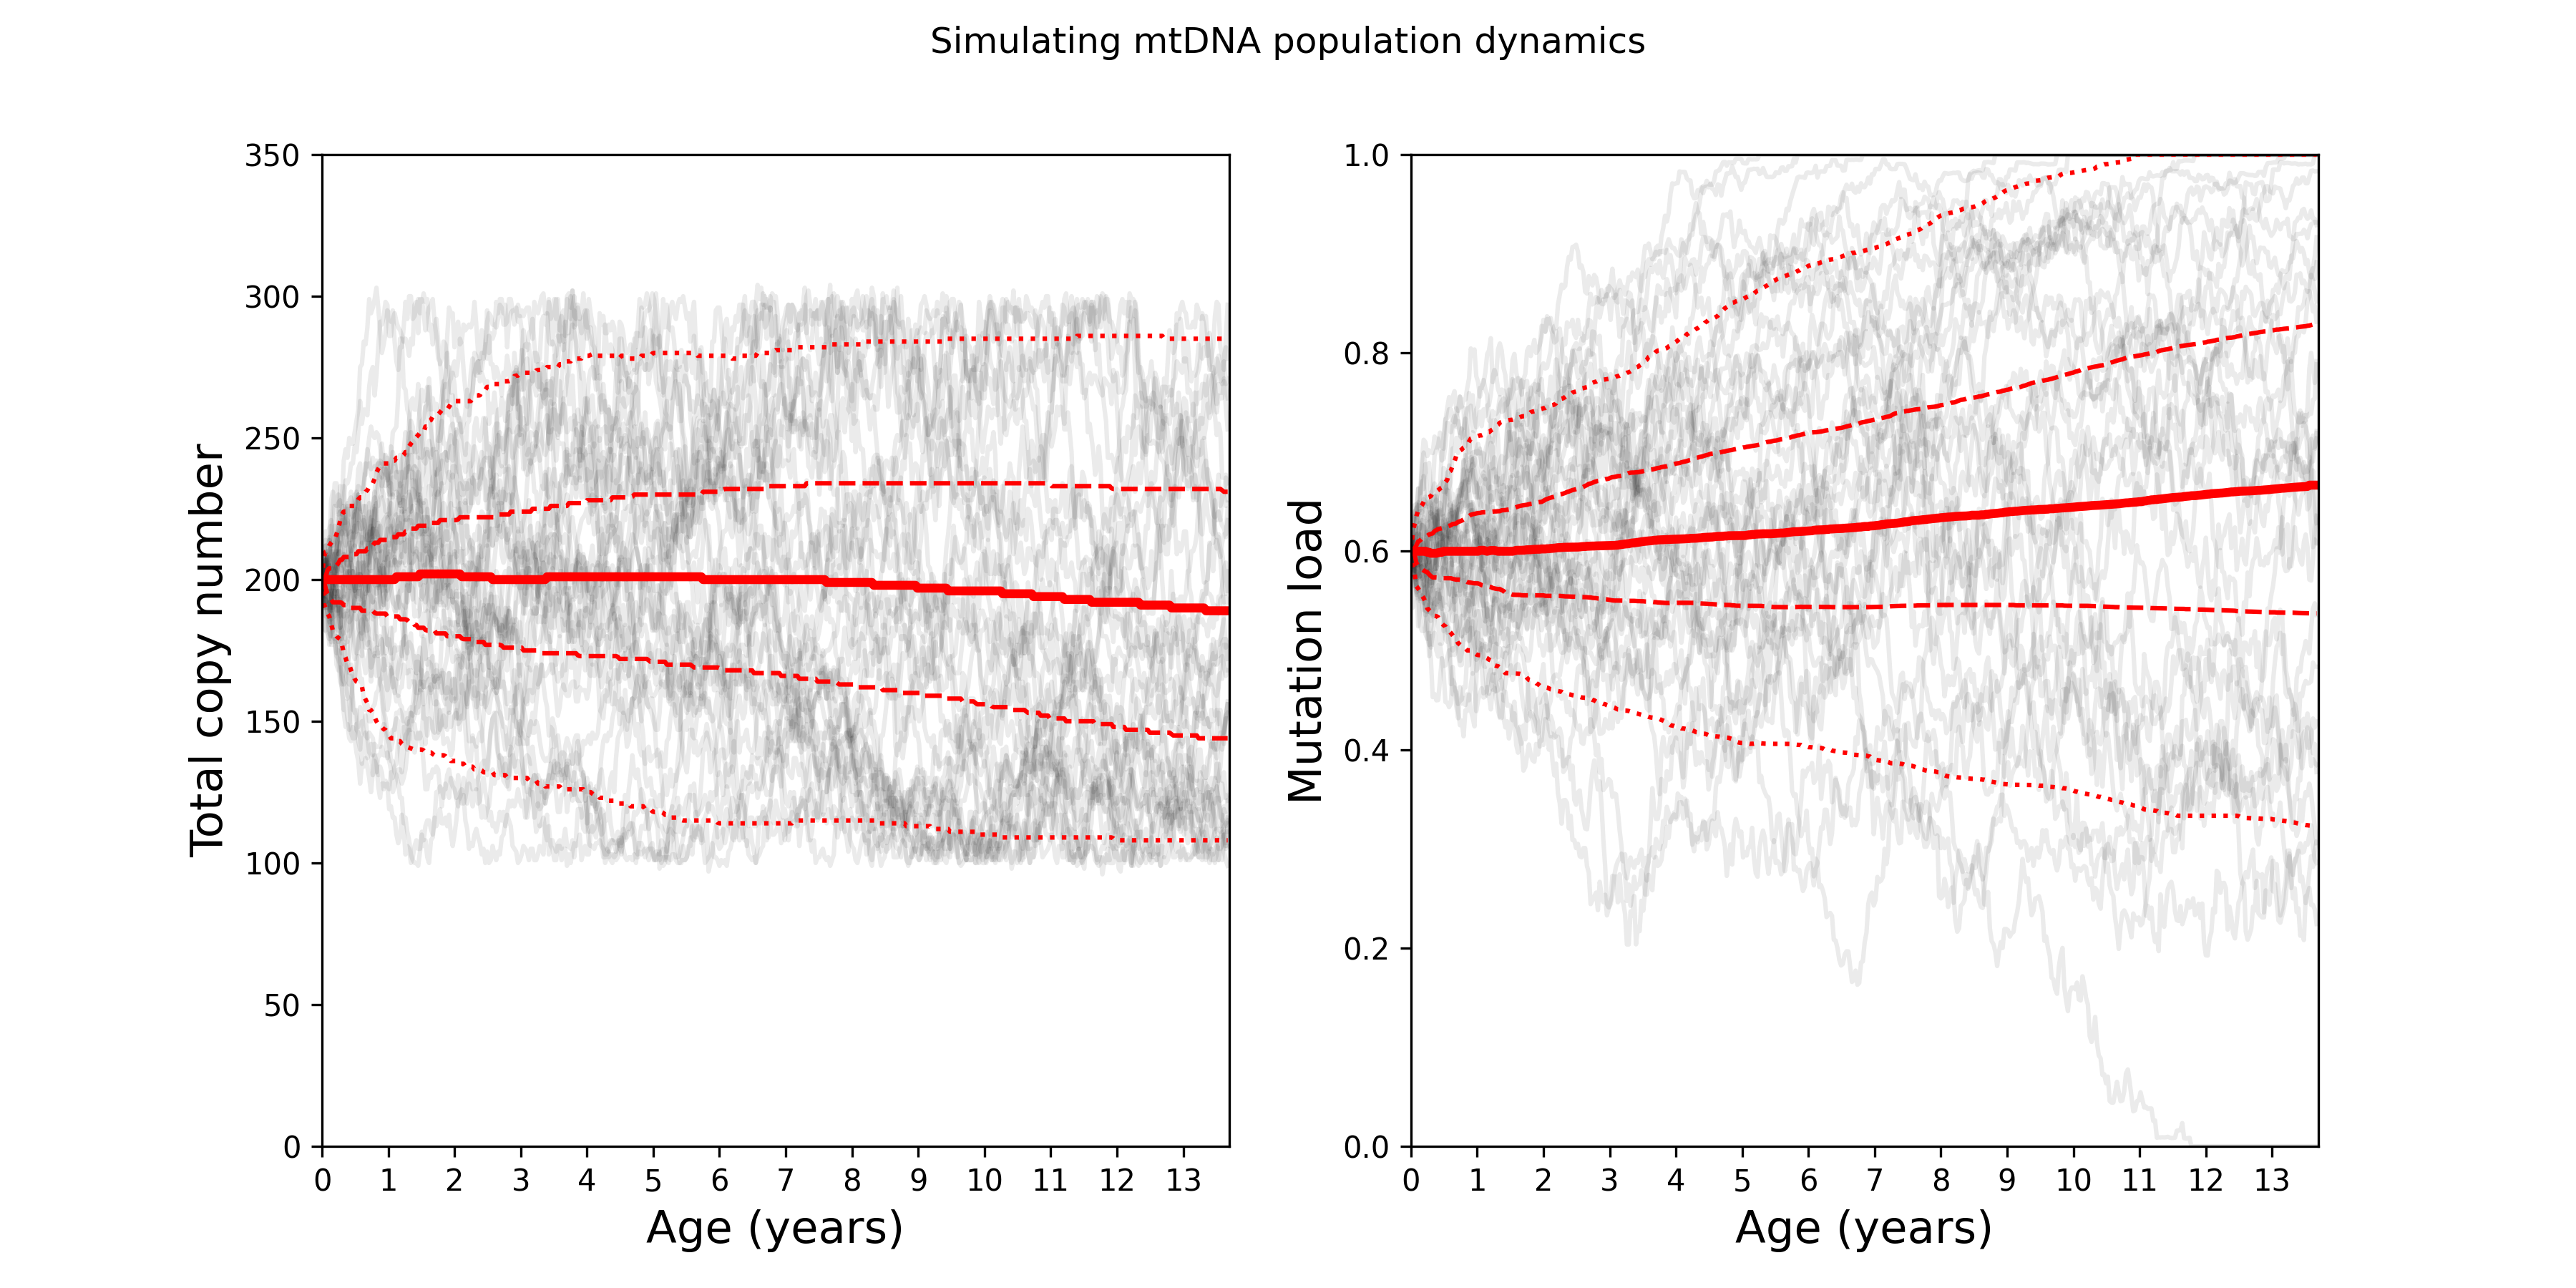 Simulating mtDNA population dynamics
Total copy number
350
300
250
200
150
100
50
0
0 1 2 3 4 5 6 7 8 9 10 11 12 13
Age (years)
Mutation load
1.0
0.8
0.6
0.4
0.2
0.0
0 1 2 3 4 5 6 7 8 9 10 11 12 13
Age (years)